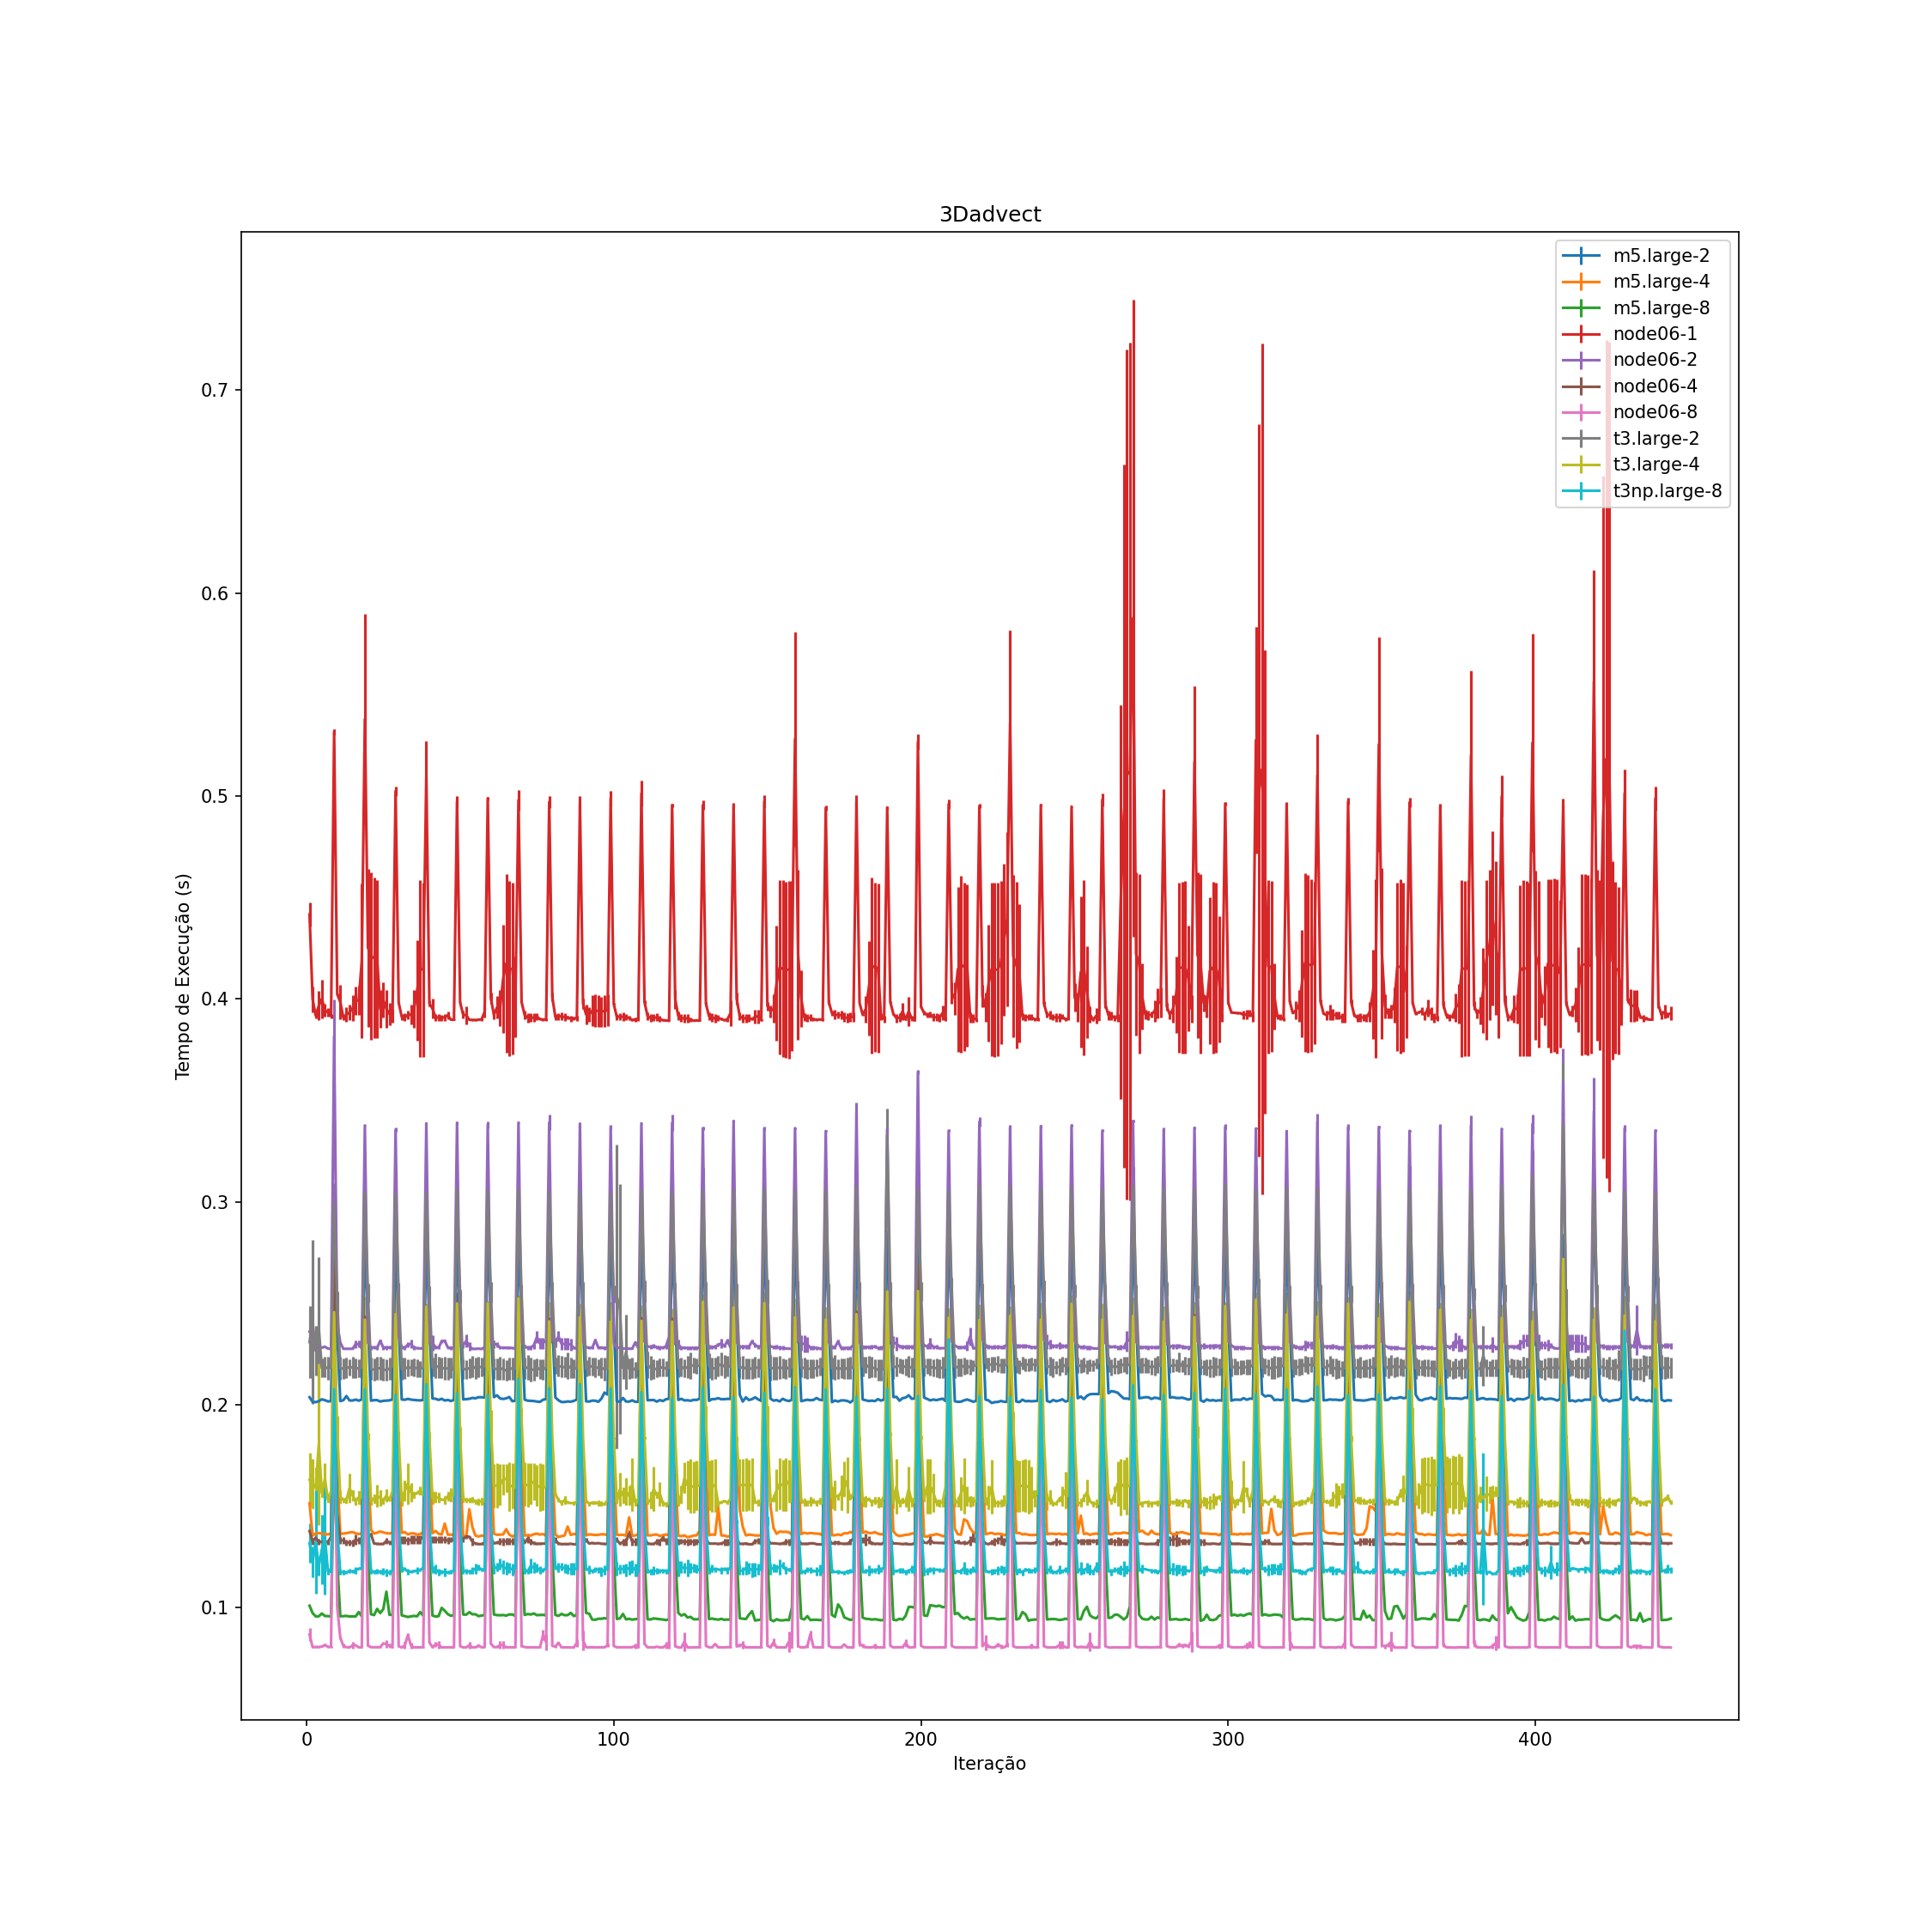 3Dadvect
m5.large-2
m5.large-4
m5.large-8
node06-1
node06-2
node06-4
node06-8
t3.large-2
t3.large-4
t3np.large-8
Tempo de Execução (s)
0.7
0.6
0.5
0.4
0.3
0.2
0.1
0 100 200 300 400
Iteração